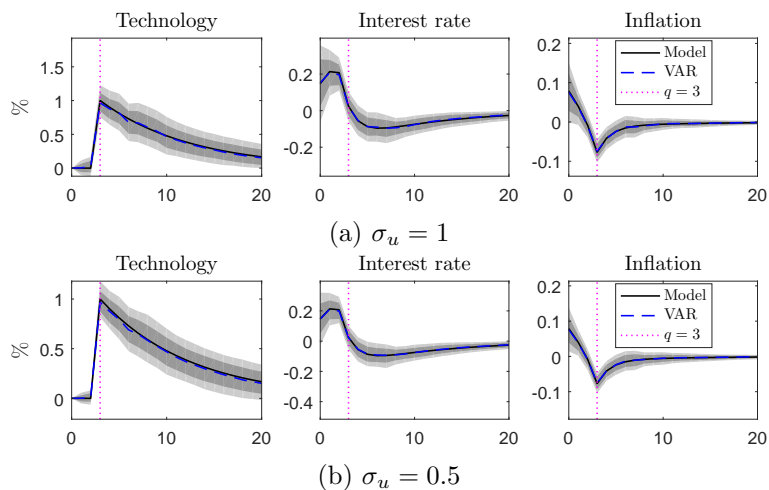 Technology
Interest rate
Inflation
%
1.5
1
0.5
0
0 10 20
0.2
0
-0.2
0 10 20
0.2
0.1
0
-0.1
0 10 20
Model
VAR
q = 3
(a) σ_u = 1
Technology
Interest rate
Inflation
%
1
0.5
0
0 10 20
0.2
0
-0.2
-0.4
0 10 20
0.2
0.1
0
-0.1
0 10 20
Model
VAR
q = 3
(b) σ_u = 0.5